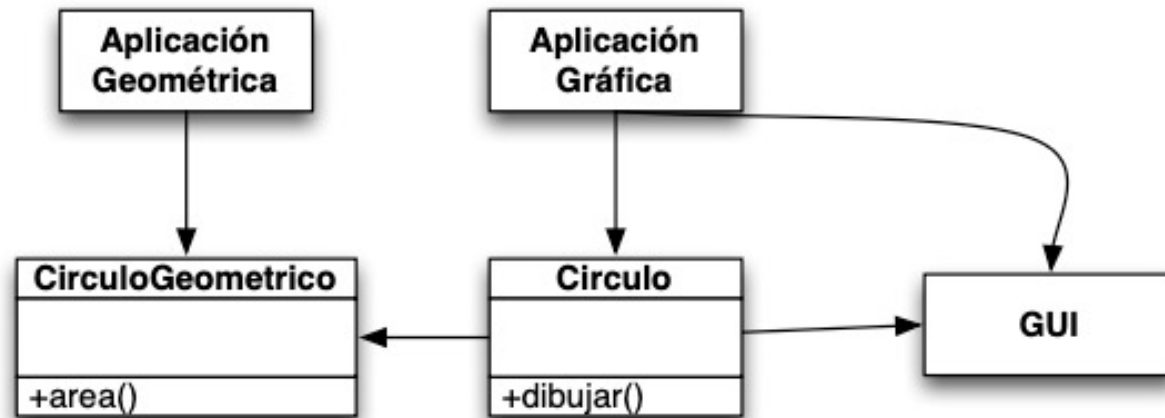 Aplicación
Geométrica
Aplicación
Gráfica
CirculoGeometrico
+area()
Circulo
+dibujar()
GUI